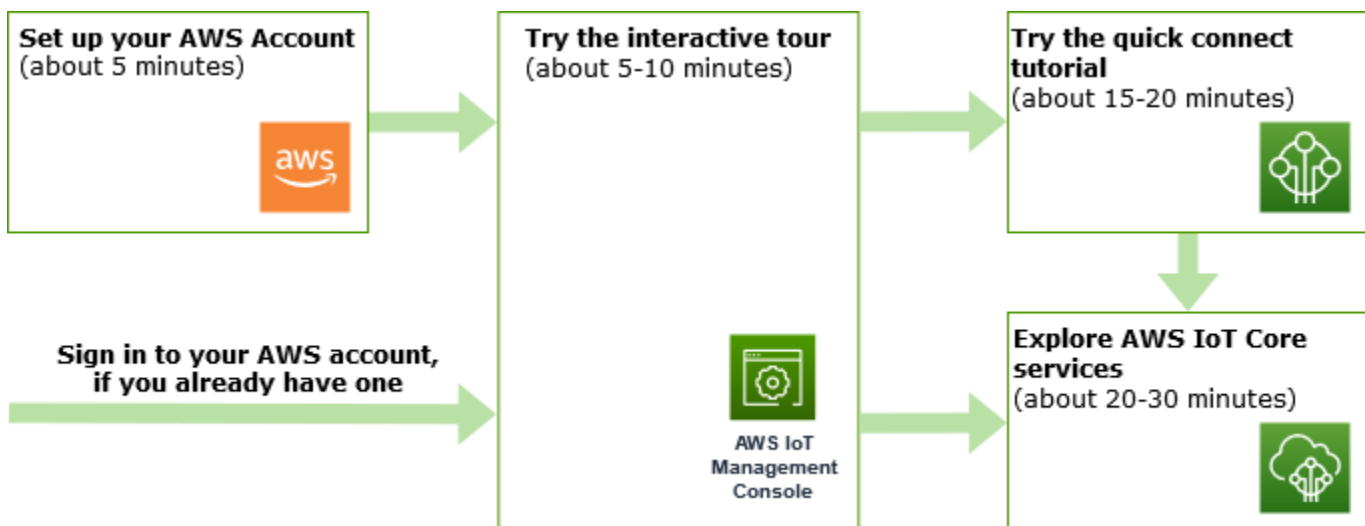 Set up your AWS Account
(about 5 minutes)
aws
Sign in to your AWS account,
if you already have one
Try the interactive tour
(about 5-10 minutes)
AWS IoT
Management
Console
Try the quick connect
tutorial
(about 15-20 minutes)
Explore AWS IoT Core
services
(about 20-30 minutes)